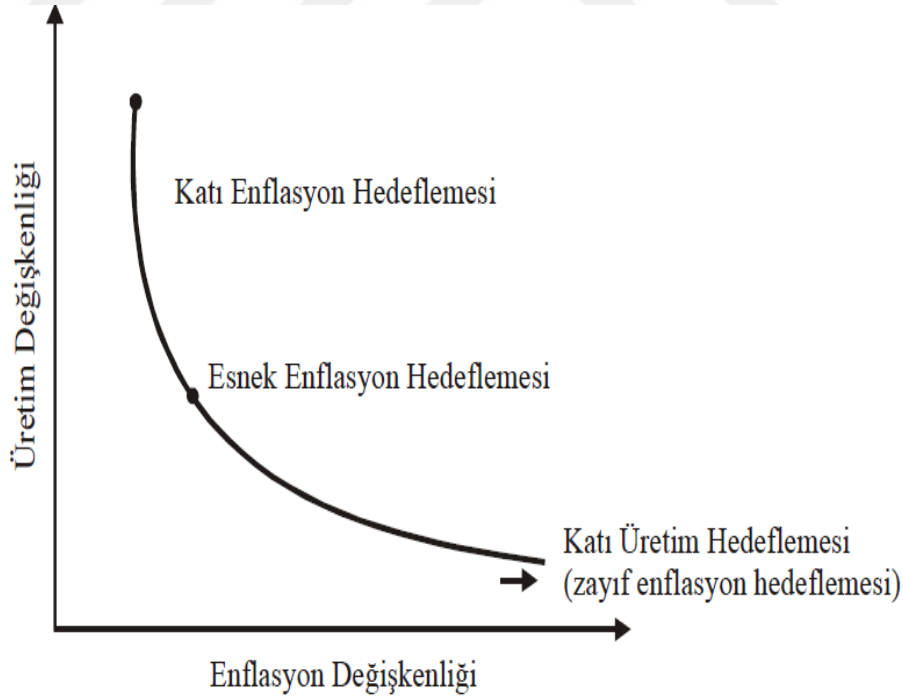 Üretim Değişkenliği
Katı Enflasyon Hedeflemesi
Esnek Enflasyon Hedeflemesi
Katı Üretim Hedeflemesi
(zayıf enflasyon hedeflemesi)
Enflasyon Değişkenliği